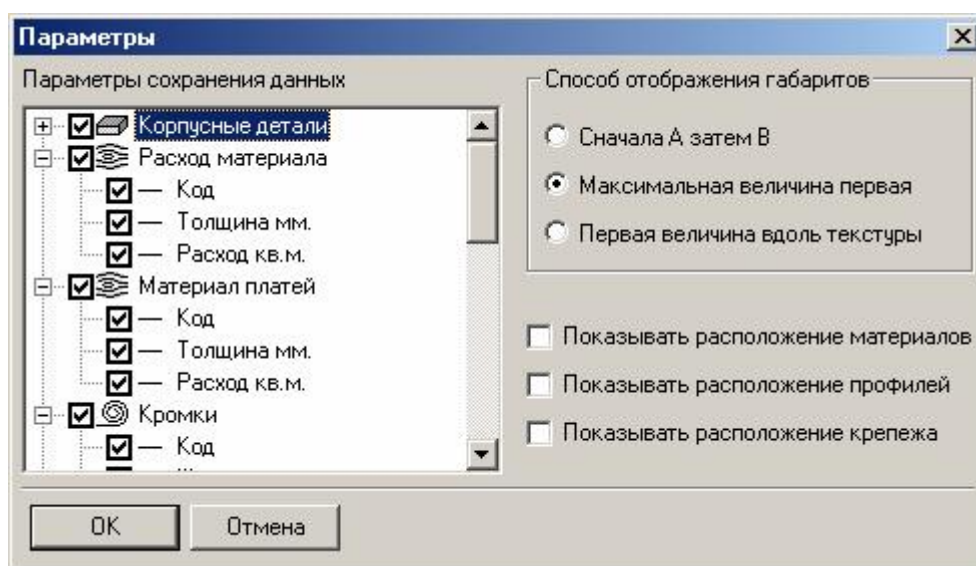 Параметры
Параметры сохранения данных
Корпусные детали
Расход материала
Код
Толщина мм.
Расход кв.м.
Материал платей
Код
Толщина мм.
Расход кв.м.
Кромки
Код
Способ отображения габаритов
Сначала А затем В
Максимальная величина первая
Первая величина вдоль текстуры
Показывать расположение материалов
Показывать расположение профилей
Показывать расположение крепежа
OK
Отмена